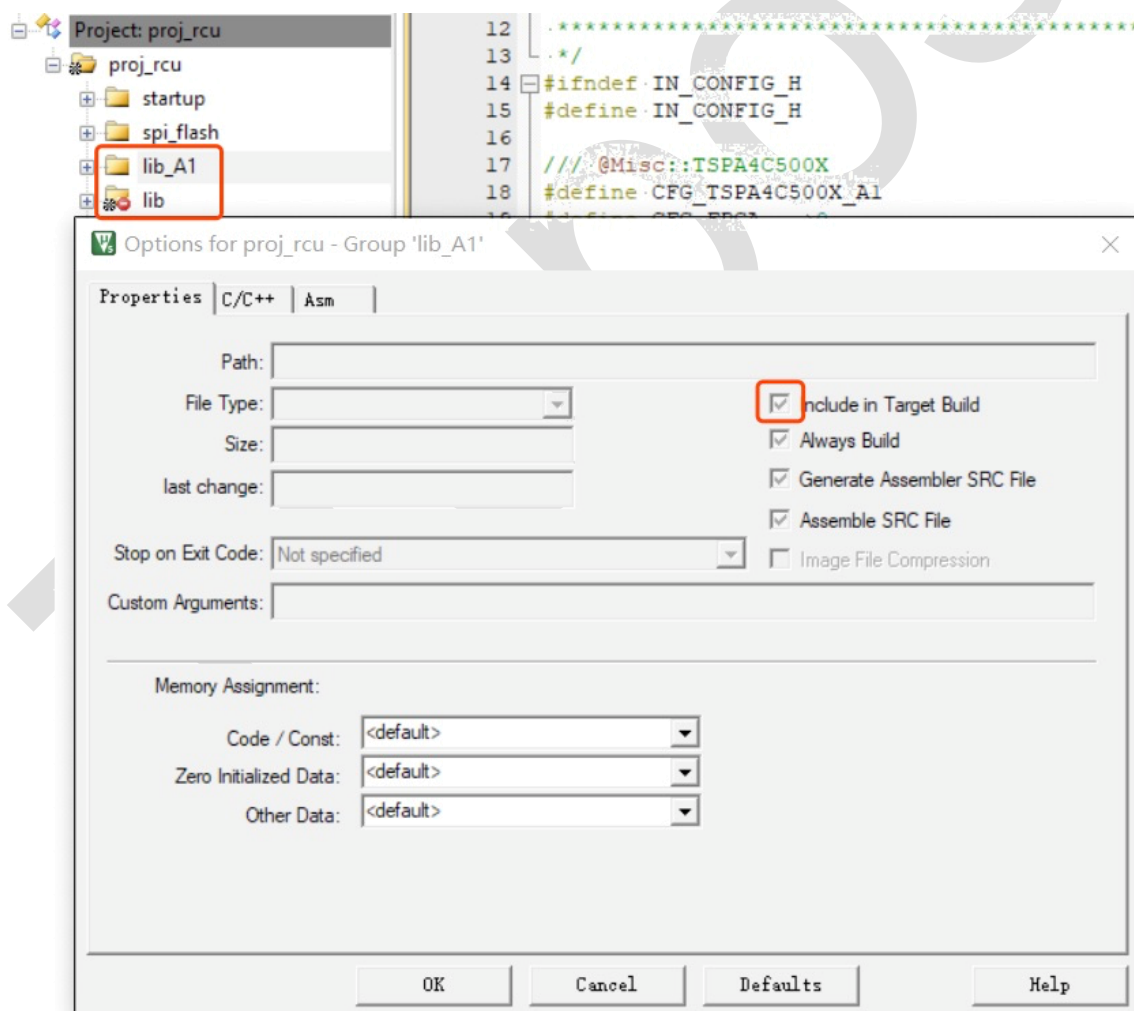 Project: proj_rcu
proj_rcu
startup
spi_flash
lib_A1
lib
12 .*******************************************
13 .*/
14 #ifndef IN_CONFIG_H
15 #define IN_CONFIG_H
16
17 /// @Misc::TSPA4C500X
18 #define CFG_TSPA4C500X_A1
Options for proj_rcu - Group 'lib_A1'
Properties C/C++ Asm
Path:
File Type:
Include in Target Build
Size:
Always Build
last change:
Generate Assembler SRC File
Assemble SRC File
Stop on Exit Code: Not specified
Image File Compression
Custom Arguments:
Memory Assignment:
Code / Const: <default>
Zero Initialized Data: <default>
Other Data: <default>
OK Cancel Defaults Help